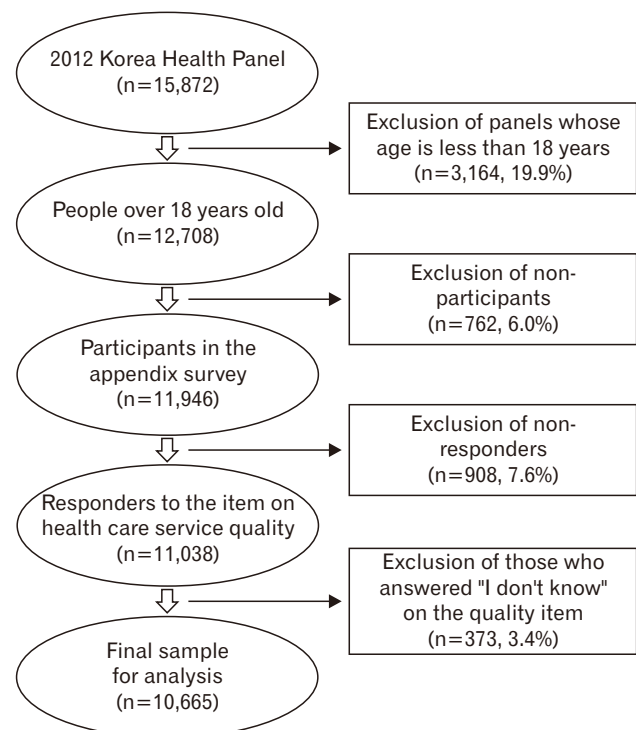 2012 Korea Health Panel
(n=15,872)
Exclusion of panels whose
age is less than 18 years
(n=3,164, 19.9%)
People over 18 years old
(n=12,708)
Exclusion of non-
participants
(n=762, 6.0%)
Participants in the
appendix survey
(n=11,946)
Exclusion of non-
responders
(n=908, 7.6%)
Responders to the item on
health care service quality
(n=11,038)
Exclusion of those who
answered "I don't know"
on the quality item
(n=373, 3.4%)
Final sample
for analysis
(n=10,665)